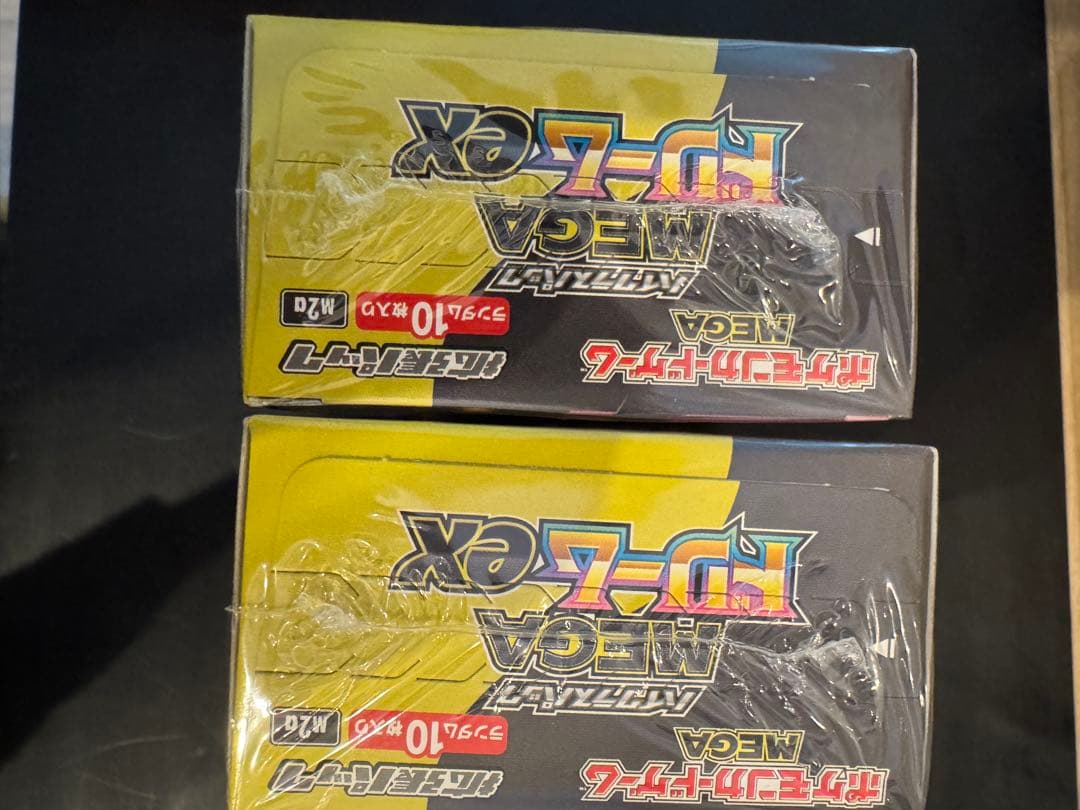 ポケモンカードゲーム
MEGA
拡張パック
ランダム10枚入り
M2a
ハイクラスパック
MEGA
ドリームex
ポケモンカードゲーム
MEGA
拡張パック
ランダム10枚入り
M2a
ハイクラスパック
MEGA
ドリームex